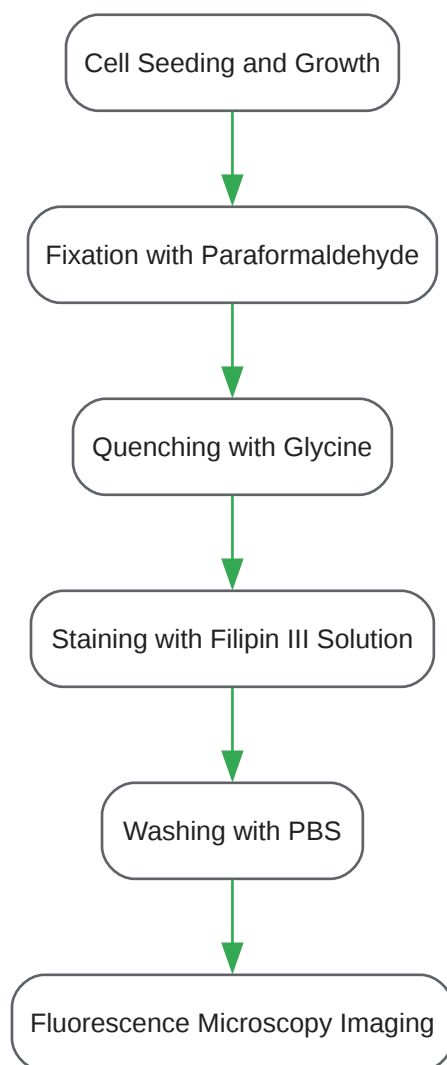 Cell Seeding and Growth
Fixation with Paraformaldehyde
Quenching with Glycine
Staining with Filipin III Solution
Washing with PBS
Fluorescence Microscopy Imaging